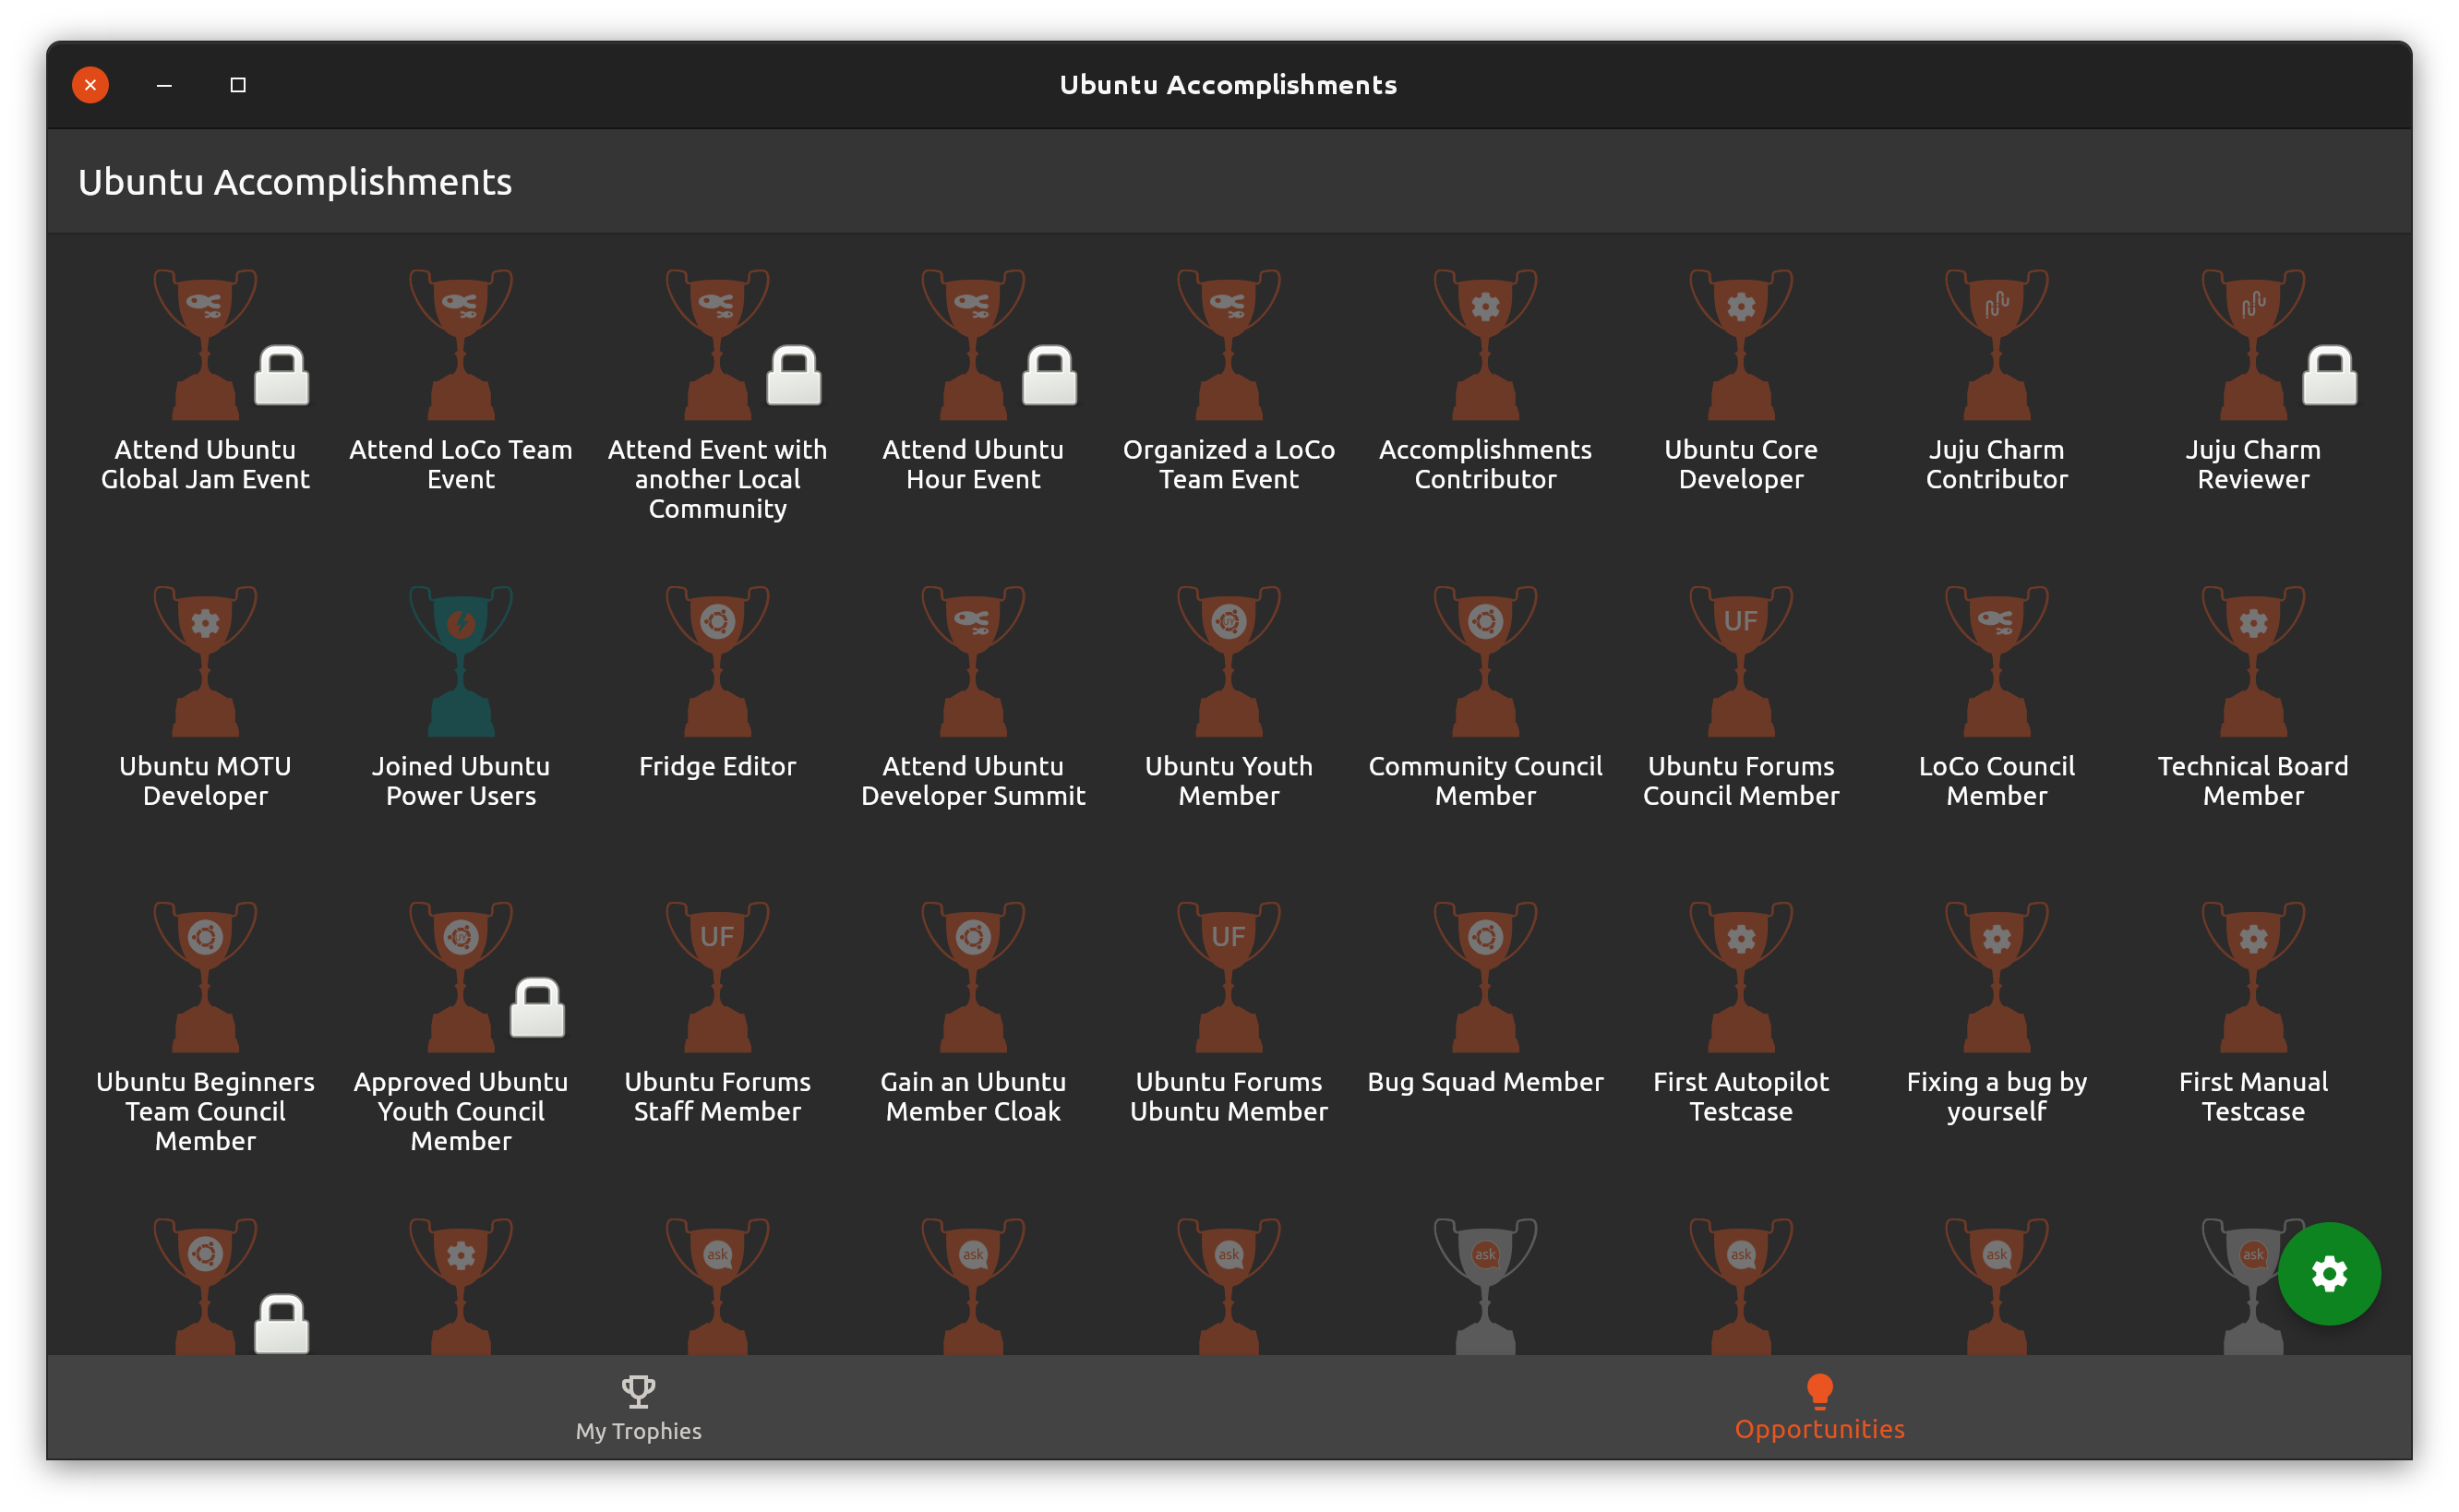 Ubuntu Accomplishments
Ubuntu Accomplishments
Attend Ubuntu
Global Jam Event
Attend LoCo Team
Event
Attend Event with
another Local
Community
Attend Ubuntu
Hour Event
Organized a LoCo
Team Event
Accomplishments
Contributor
Ubuntu Core
Developer
Juju Charm
Contributor
Juju Charm
Reviewer
Ubuntu MOTU
Developer
Joined Ubuntu
Power Users
Fridge Editor
Attend Ubuntu
Developer Summit
Ubuntu Youth
Member
Community Council
Member
UF
Ubuntu Forums
Council Member
LoCo Council
Member
Technical Board
Member
Ubuntu Beginners
Team Council
Member
Approved Ubuntu
Youth Council
Member
UF
Ubuntu Forums
Staff Member
Gain an Ubuntu
Member Cloak
UF
Ubuntu Forums
Ubuntu Member
Bug Squad Member
First Autopilot
Testcase
Fixing a bug by
yourself
First Manual
Testcase
ask
ask
ask
ask
ask
ask
ask
My Trophies
Opportunities